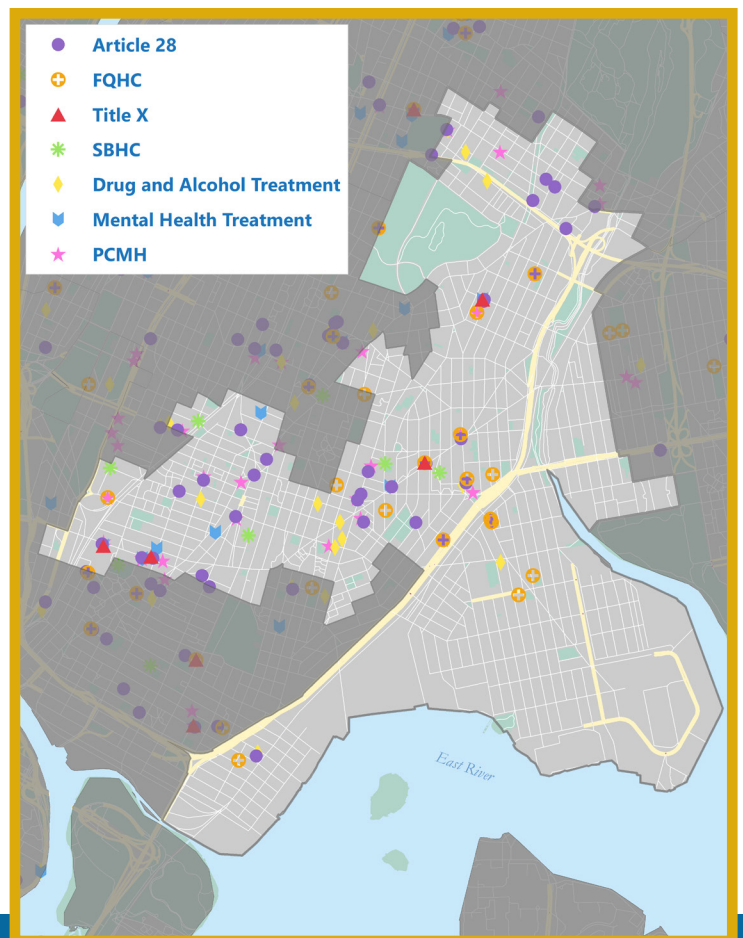 Article 28
FQHC
Title X
SBHC
Drug and Alcohol Treatment
Mental Health Treatment
PCMH
East River